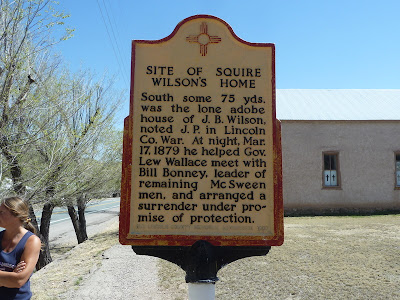 SITE OF SQUIRE
WILSON'S HOME
South some 75 yds.
was the lone adobe
house of J. B. Wilson,
noted J. P. in Lincoln
Co. War. At night, Mar.
17, 1879 he helped Gov.
Lew Wallace meet with
Bill Bonney, leader of
remaining McSween
men, and arranged a
surrender under pro-
mise of protection.